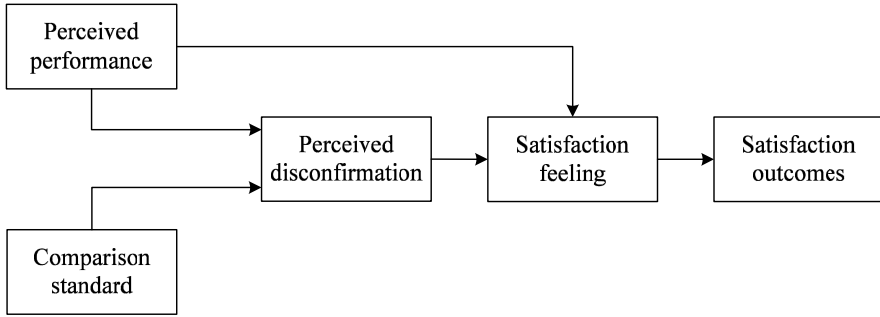 Perceived
performance
Perceived
disconfirmation
Satisfaction
feeling
Satisfaction
outcomes
Comparison
standard